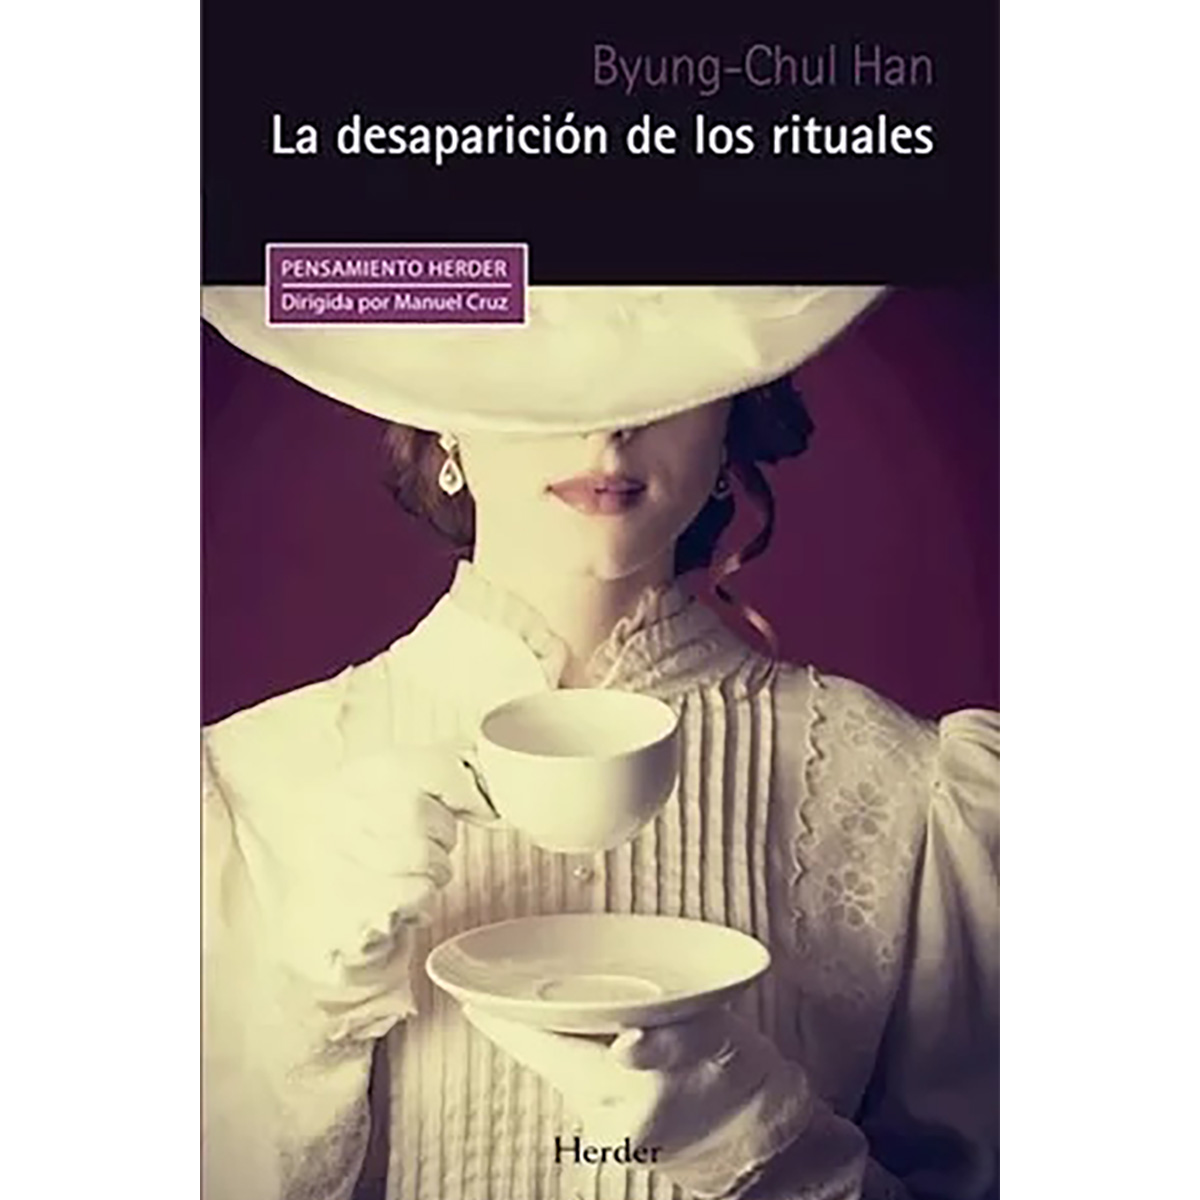 Byung-Chul Han
La desaparición de los rituales
PENSAMIENTO HERDER
Dirigida por Manuel Cruz
Herder